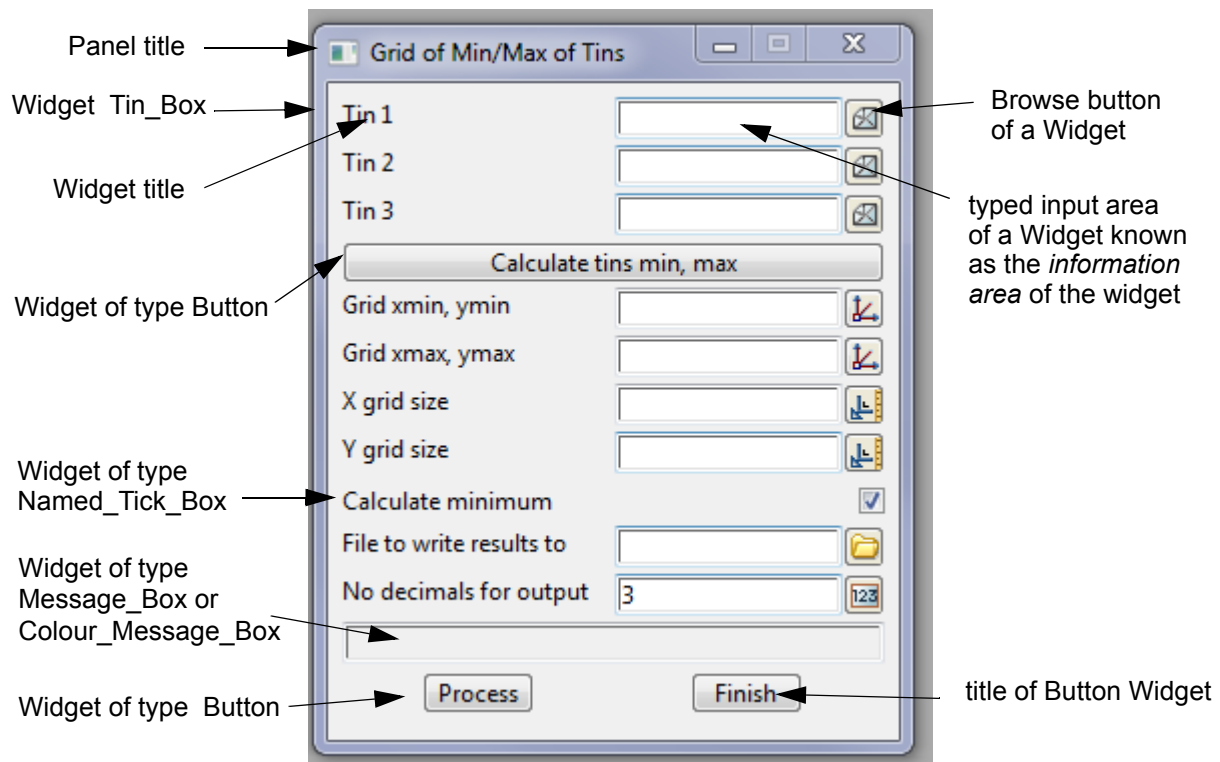 Panel title
Grid of Min/Max of Tins
Widget Tin_Box
Tin 1
Browse button
of a Widget
Tin 2
Widget title
Tin 3
typed input area
of a Widget known
as the information
area of the widget
Calculate tins min, max
Widget of type Button
Grid xmin, ymin
Grid xmax, ymax
X grid size
Y grid size
Widget of type
Named_Tick_Box
Calculate minimum
File to write results to
Widget of type
Message_Box or
Colour_Message_Box
No decimals for output
3
123
Widget of type Button
Process
Finish
title of Button Widget